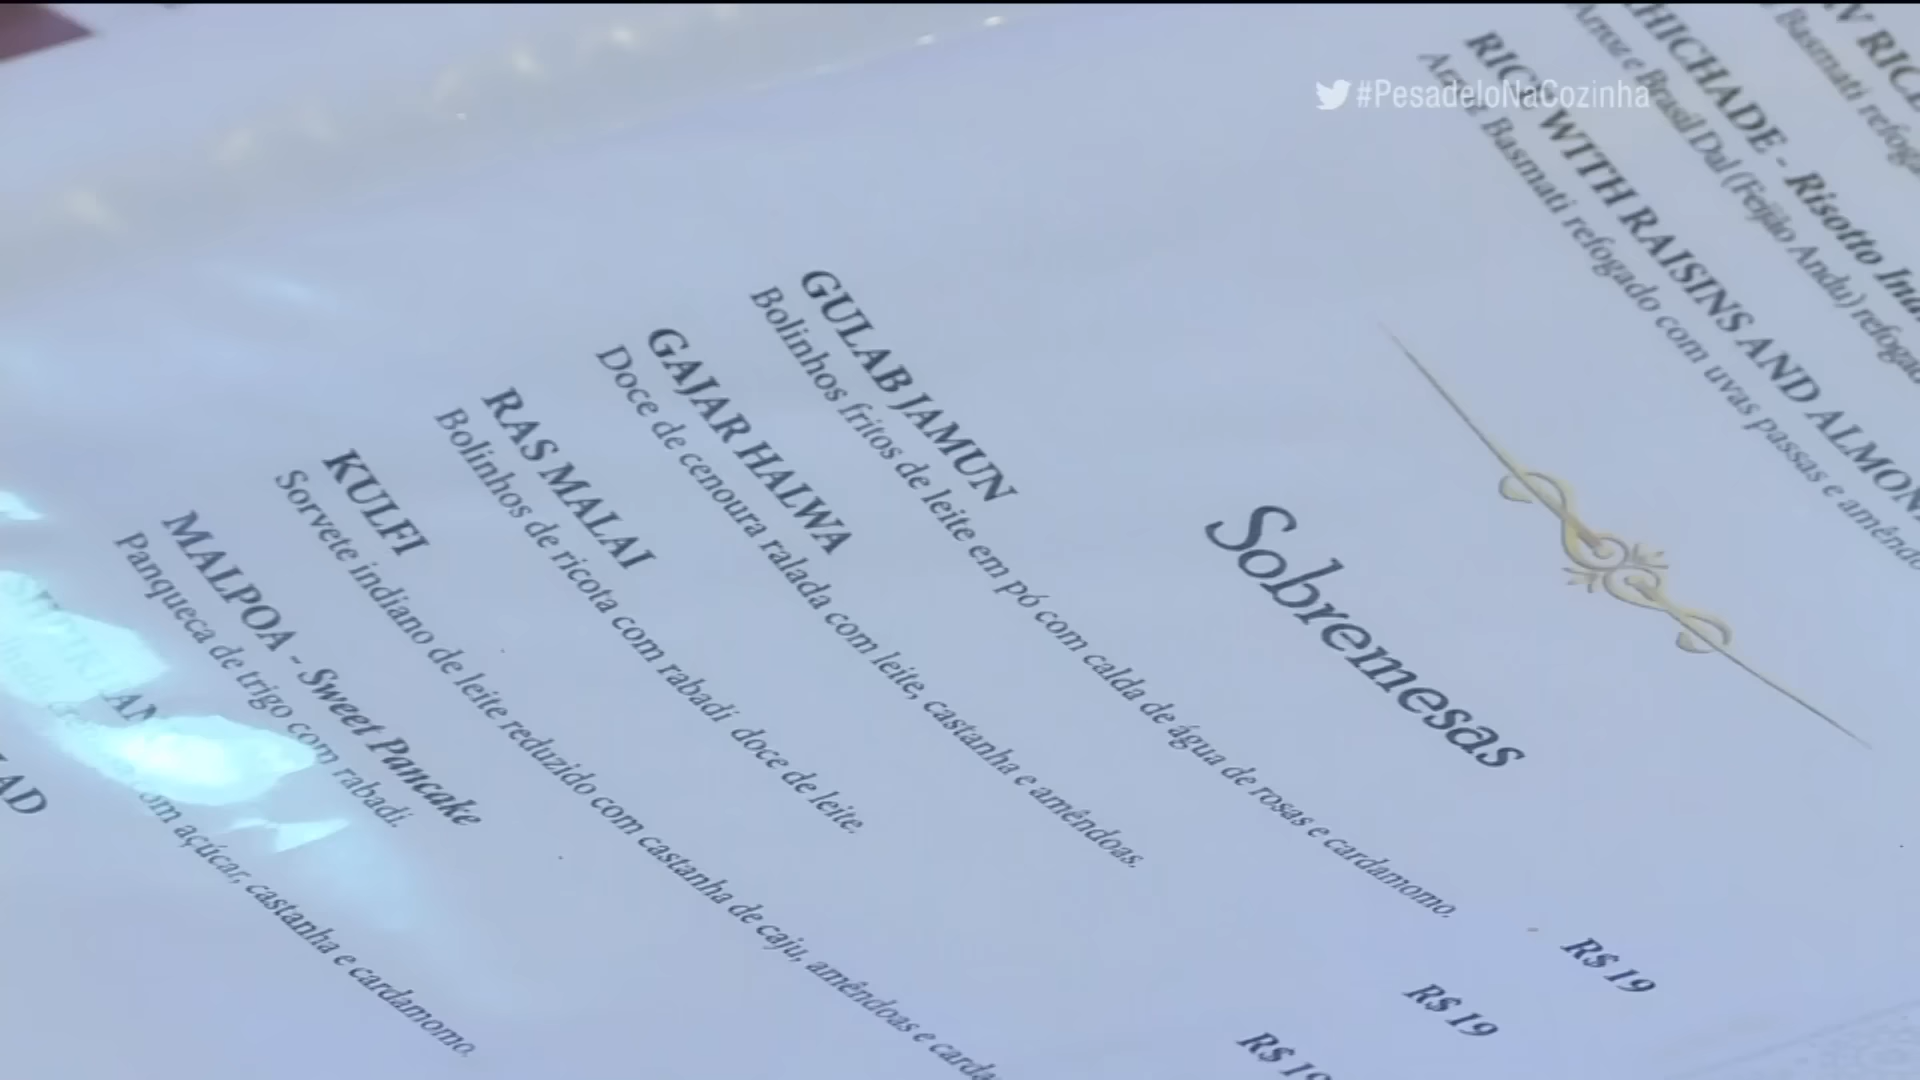 #PesadeloNaCozinha
Basmati refoga
HICHADE - Risotto
Arroz e Brasil Dal (Feijão Andu) refogado
RICE WITH RAISINS AND
Arroz Basmati refogado com uvas passas e
Sobremesas
GULAB JAMUN
Bolinhos fritos de leite em pó com calda de água de rosas e cardamomo. R$ 19
GAJAR HALWA
Doce de cenoura ralada com leite, castanha e amêndoas. R$ 19
RAS MALAI
Bolinhos de ricota com rabadi doce de leite. R$ 19
KULFI
Sorvete indiano de leite reduzido com castanha de caju, amêndoas e
MALPOA - Sweet Pancake
Panqueca de trigo com rabadi.
com açúcar, castanha e cardamomo.